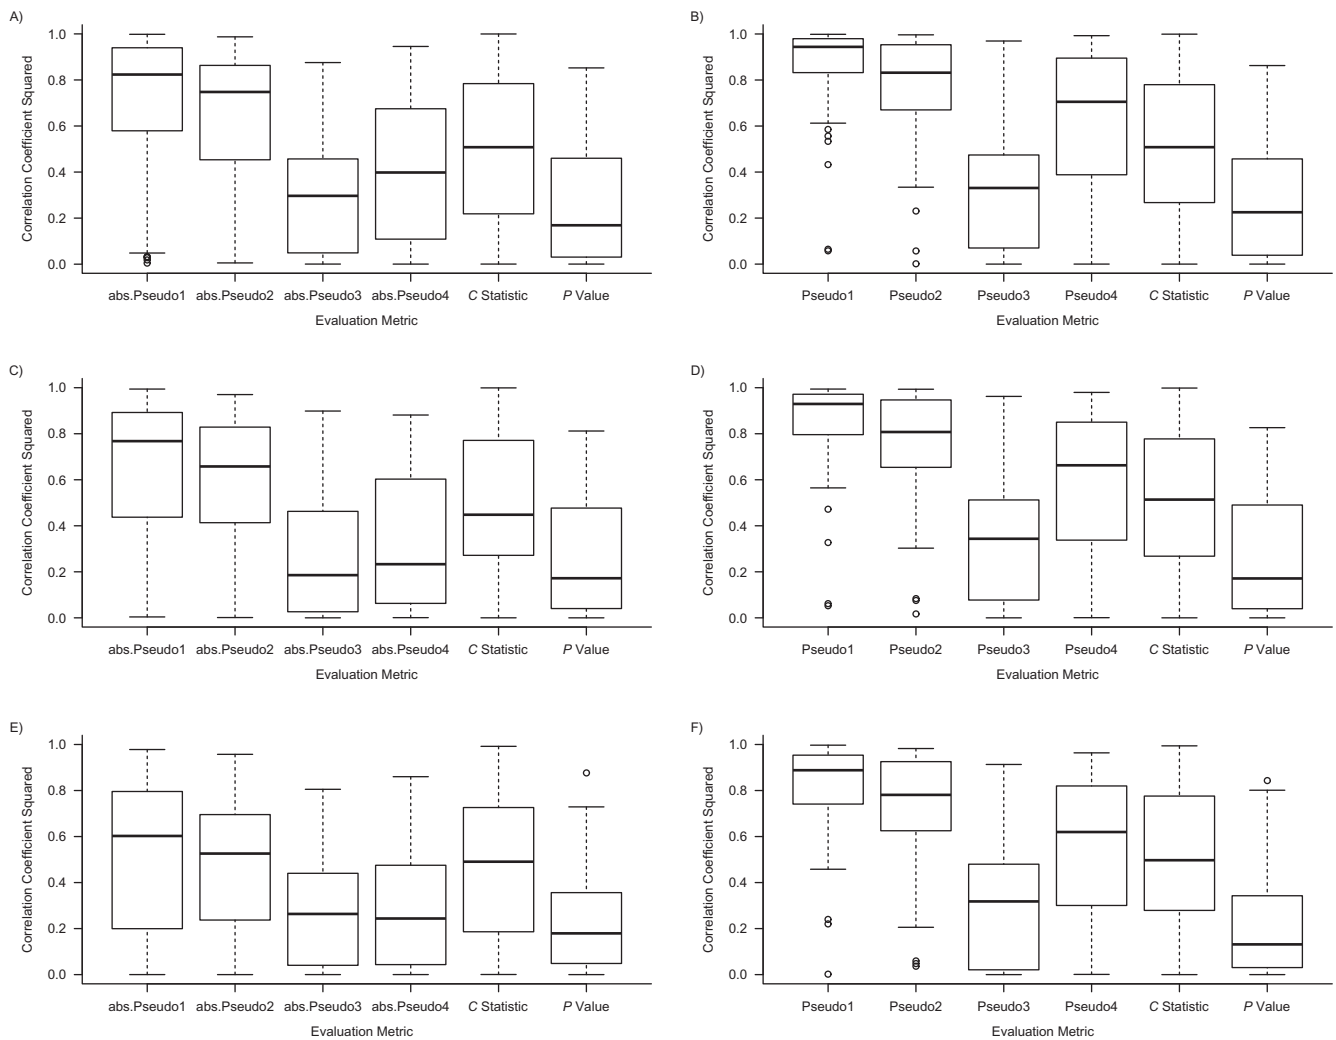 A)
Correlation Coefficient Squared
1.0
0.8
0.6
0.4
0.2
0.0
abs.Pseudo1 abs.Pseudo2 abs.Pseudo3 abs.Pseudo4 C Statistic P Value
Evaluation Metric
B)
Correlation Coefficient Squared
1.0
0.8
0.6
0.4
0.2
0.0
Pseudo1 Pseudo2 Pseudo3 Pseudo4 C Statistic P Value
Evaluation Metric
C)
Correlation Coefficient Squared
1.0
0.8
0.6
0.4
0.2
0.0
abs.Pseudo1 abs.Pseudo2 abs.Pseudo3 abs.Pseudo4 C Statistic P Value
Evaluation Metric
D)
Correlation Coefficient Squared
1.0
0.8
0.6
0.4
0.2
0.0
Pseudo1 Pseudo2 Pseudo3 Pseudo4 C Statistic P Value
Evaluation Metric
E)
Correlation Coefficient Squared
1.0
0.8
0.6
0.4
0.2
0.0
abs.Pseudo1 abs.Pseudo2 abs.Pseudo3 abs.Pseudo4 C Statistic P Value
Evaluation Metric
F)
Correlation Coefficient Squared
1.0
0.8
0.6
0.4
0.2
0.0
Pseudo1 Pseudo2 Pseudo3 Pseudo4 C Statistic P Value
Evaluation Metric